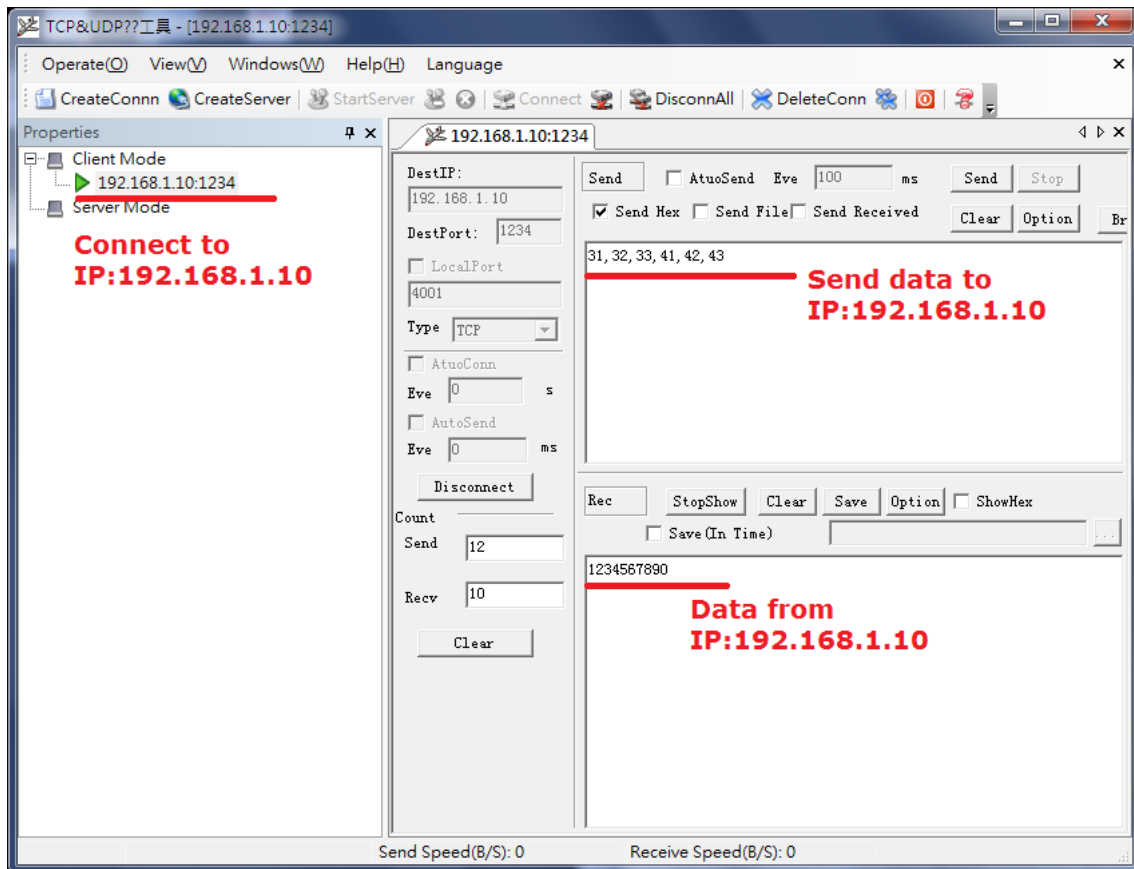 TCP&UDP??工具 - [192.168.1.10:1234]
Operate(O) View(V) Windows(W) Help(H) Language
CreateConnn CreateServer StartServer Connect DisconnAll DeleteConn
Properties
Client Mode
192.168.1.10:1234
Server Mode
Connect to
IP:192.168.1.10
192.168.1.10:1234
DestIP:
192.168.1.10
DestPort: 1234
LocalPort
4001
Type TCP
AtuoConn
Eve 0 s
AutoSend
Eve 0 ms
Disconnect
Count
Send 12
Recv 10
Clear
Send AtuoSend Eve 100 ms Send Stop
Send Hex Send File Send Received Clear Option Br
31, 32, 33, 41, 42, 43
Send data to
IP:192.168.1.10
Rec StopShow Clear Save Option ShowHex
Save(In Time) ...
1234567890
Data from
IP:192.168.1.10
Send Speed(B/S): 0 Receive Speed(B/S): 0